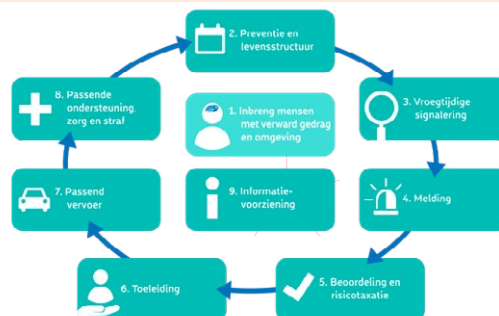 2. Preventie en
levensstructuur
8. Passende
ondersteuning,
zorg en straf
1. Inbreng mensen
met verward gedrag
en omgeving
3. Vroegtijdige
signalering
7. Passend
vervoer
9. Informatie-
voorziening
4. Melding
6. Toeleiding
5. Beoordeling en
risicotaxatie